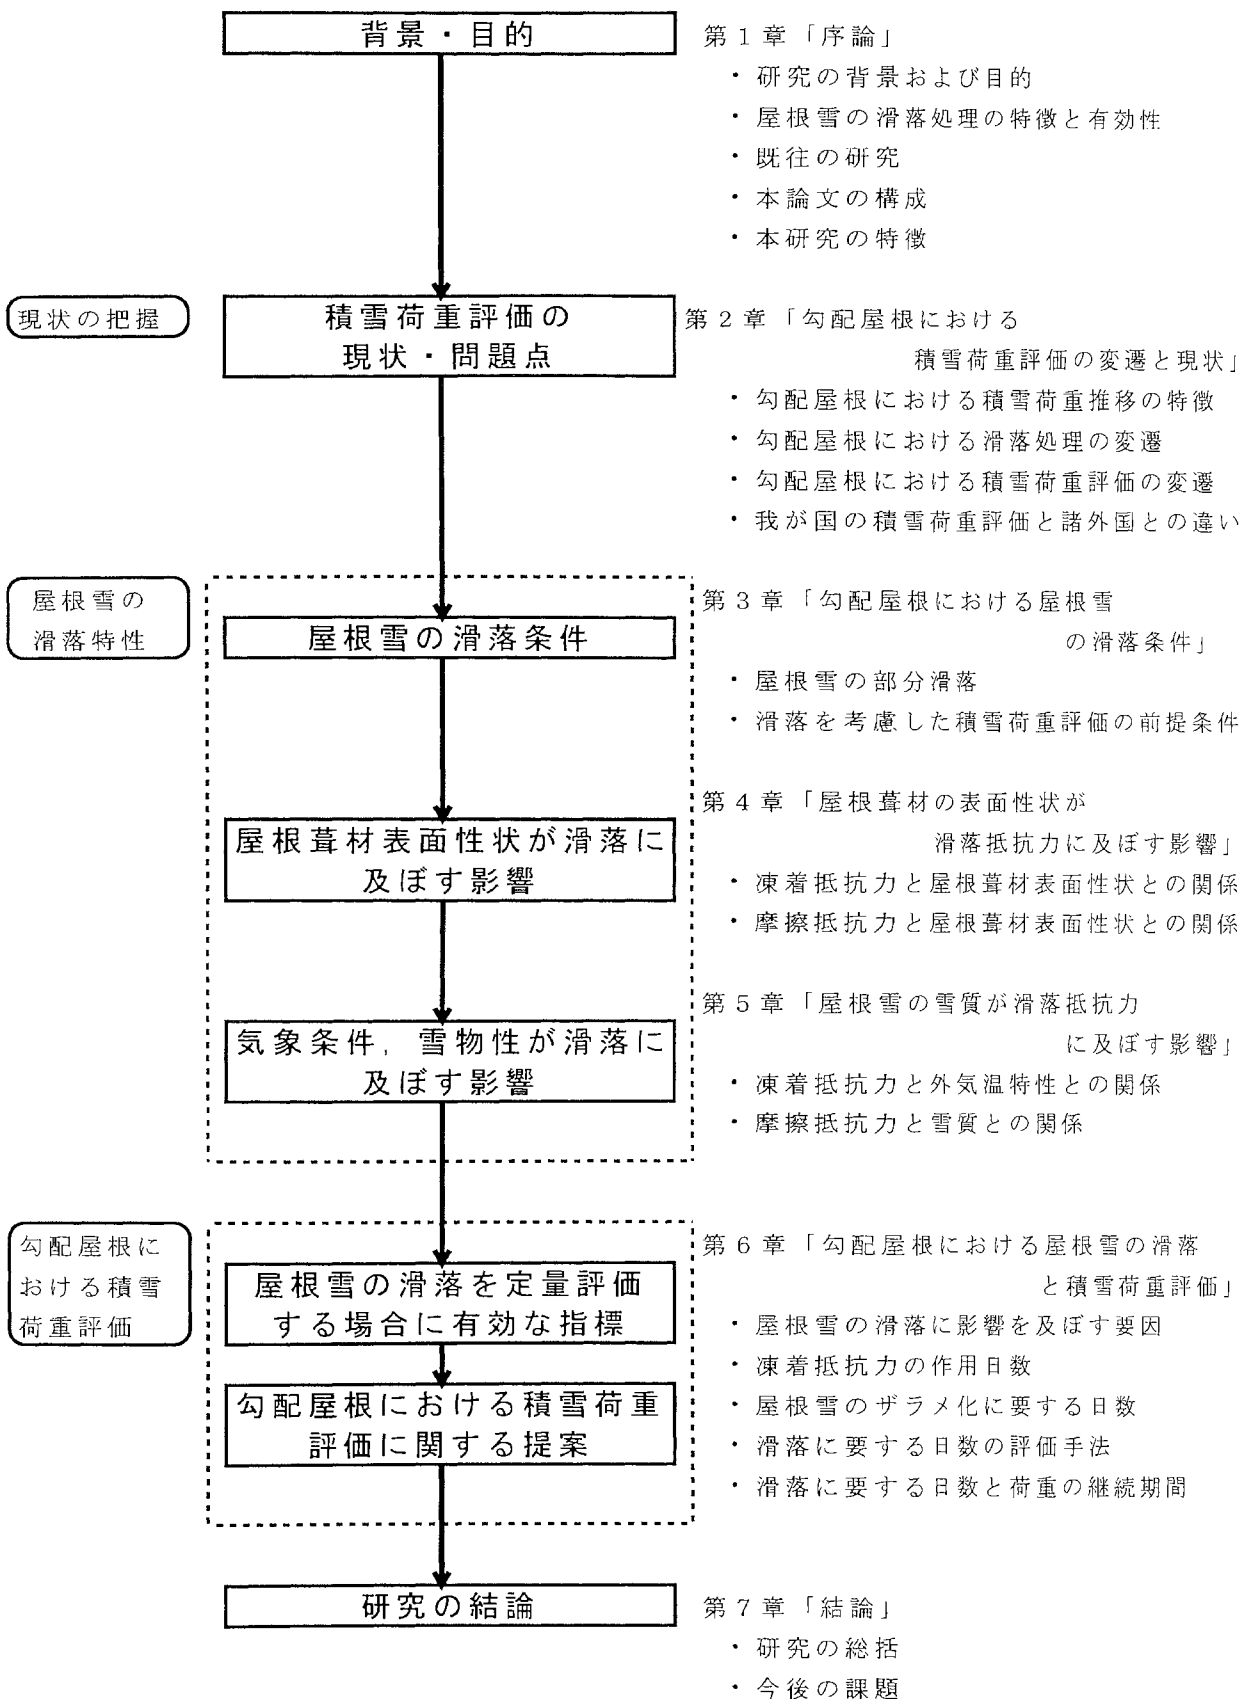 背景・目的
第１章「序論」
・研究の背景および目的
・屋根雪の滑落処理の特徴と有効性
・既往の研究
・本論文の構成
・本研究の特徴
現状の把握
積雪荷重評価の
現状・問題点
第２章「勾配屋根における
積雪荷重評価の変遷と現状」
・勾配屋根における積雪荷重推移の特徴
・勾配屋根における滑落処理の変遷
・勾配屋根における積雪荷重評価の変遷
・我が国の積雪荷重評価と諸外国との違い
屋根雪の
滑落特性
屋根雪の滑落条件
第３章「勾配屋根における屋根雪
の滑落条件」
・屋根雪の部分滑落
・滑落を考慮した積雪荷重評価の前提条件
屋根葺材表面性状が滑落に
及ぼす影響
第４章「屋根葺材の表面性状が
滑落抵抗力に及ぼす影響」
・凍着抵抗力と屋根葺材表面性状との関係
・摩擦抵抗力と屋根葺材表面性状との関係
気象条件，雪物性が滑落に
及ぼす影響
第５章「屋根雪の雪質が滑落抵抗力
に及ぼす影響」
・凍着抵抗力と外気温特性との関係
・摩擦抵抗力と雪質との関係
勾配屋根に
おける積雪
荷重評価
屋根雪の滑落を定量評価
する場合に有効な指標
勾配屋根における積雪荷重
評価に関する提案
第６章「勾配屋根における屋根雪の滑落
と積雪荷重評価」
・屋根雪の滑落に影響を及ぼす要因
・凍着抵抗力の作用日数
・屋根雪のザラメ化に要する日数
・滑落に要する日数の評価手法
・滑落に要する日数と荷重の継続期間
研究の結論
第７章「結論」
・研究の総括
・今後の課題